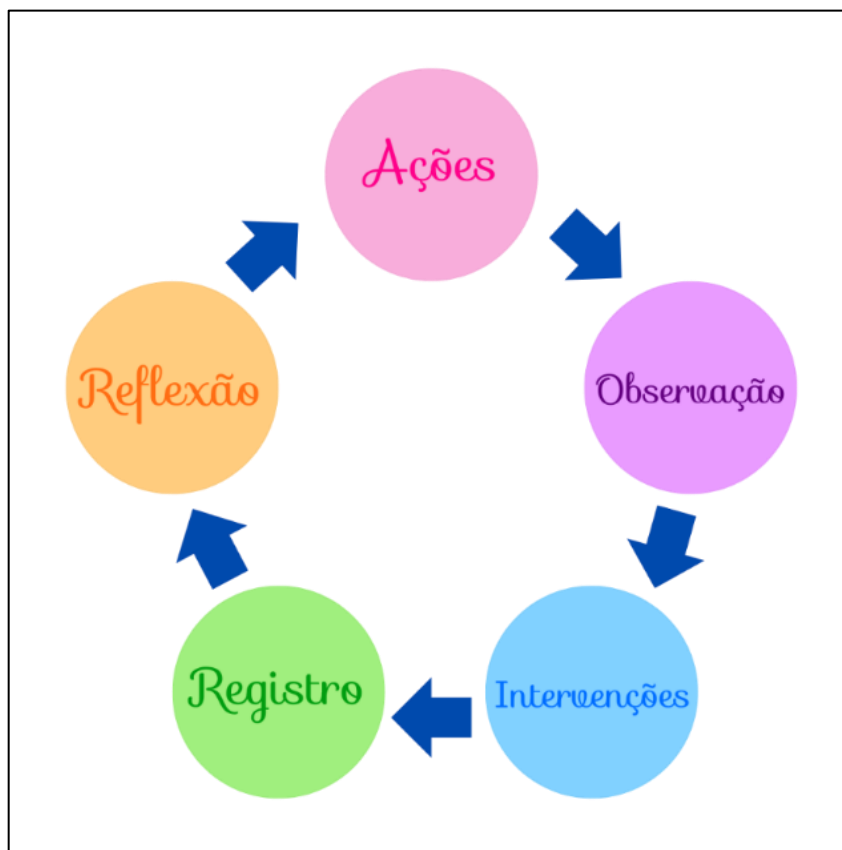 Ações
Observação
Intervenções
Registro
Reflexão